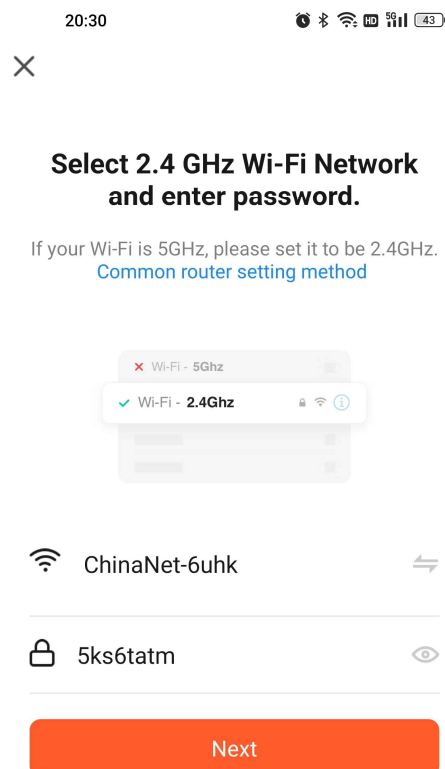 20:30
HD 5G 43
Select 2.4 GHz Wi-Fi Network
and enter password.
If your Wi-Fi is 5GHz, please set it to be 2.4GHz.
Common router setting method
Wi-Fi - 5Ghz
Wi-Fi - 2.4Ghz
ChinaNet-6uhk
5ks6tatm
Next